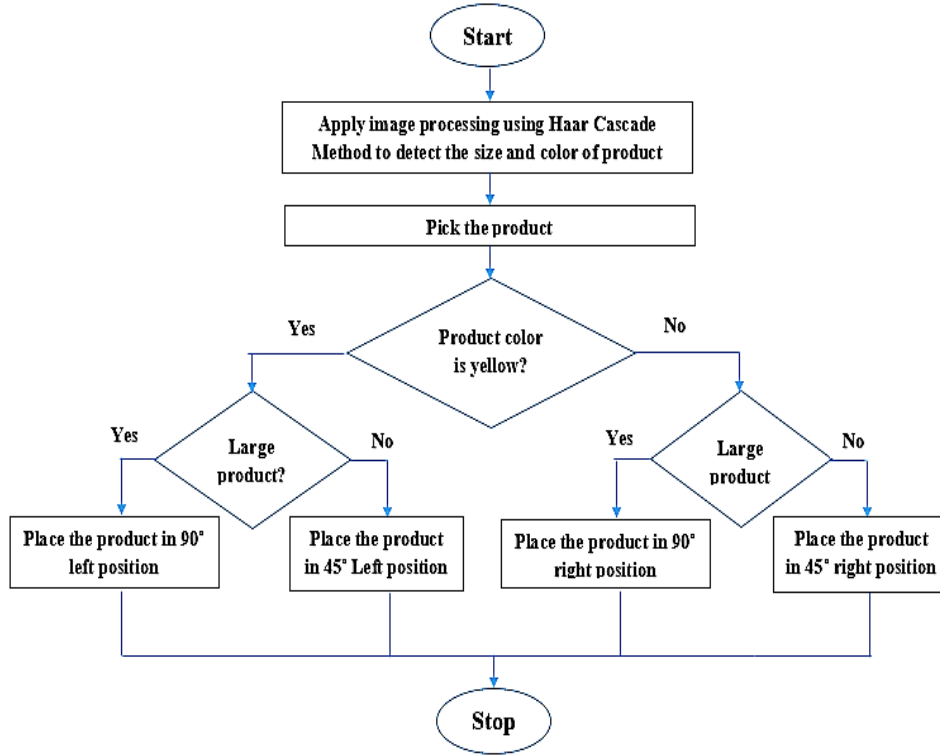 Start
Apply image processing using Haar Cascade
Method to detect the size and color of product
Pick the product
Yes
No
Product color
is yellow?
Yes
Large
product?
No
Yes
Large
product
No
Place the product in 90°
left position
Place the product
in 45° Left position
Place the product in 90°
right position
Place the product
in 45° right position
Stop